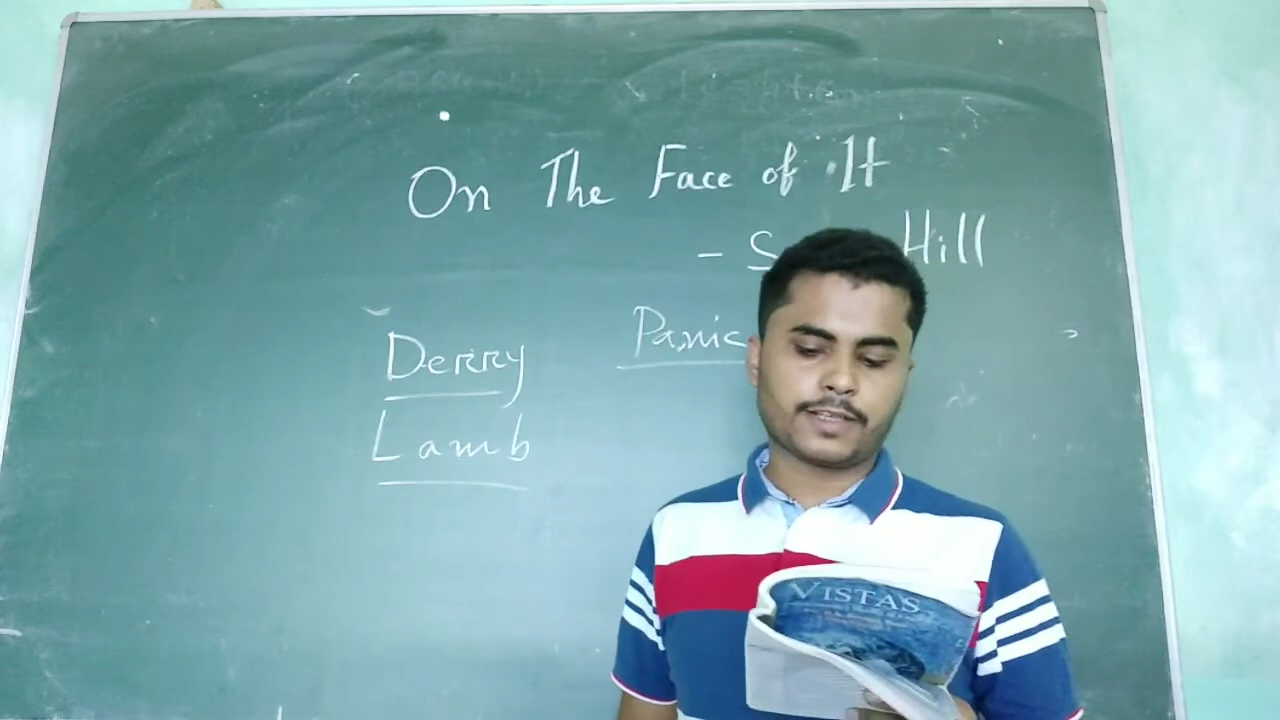 On The Face of It
- S Hill
Derry
Panic
Lamb
VISTAS